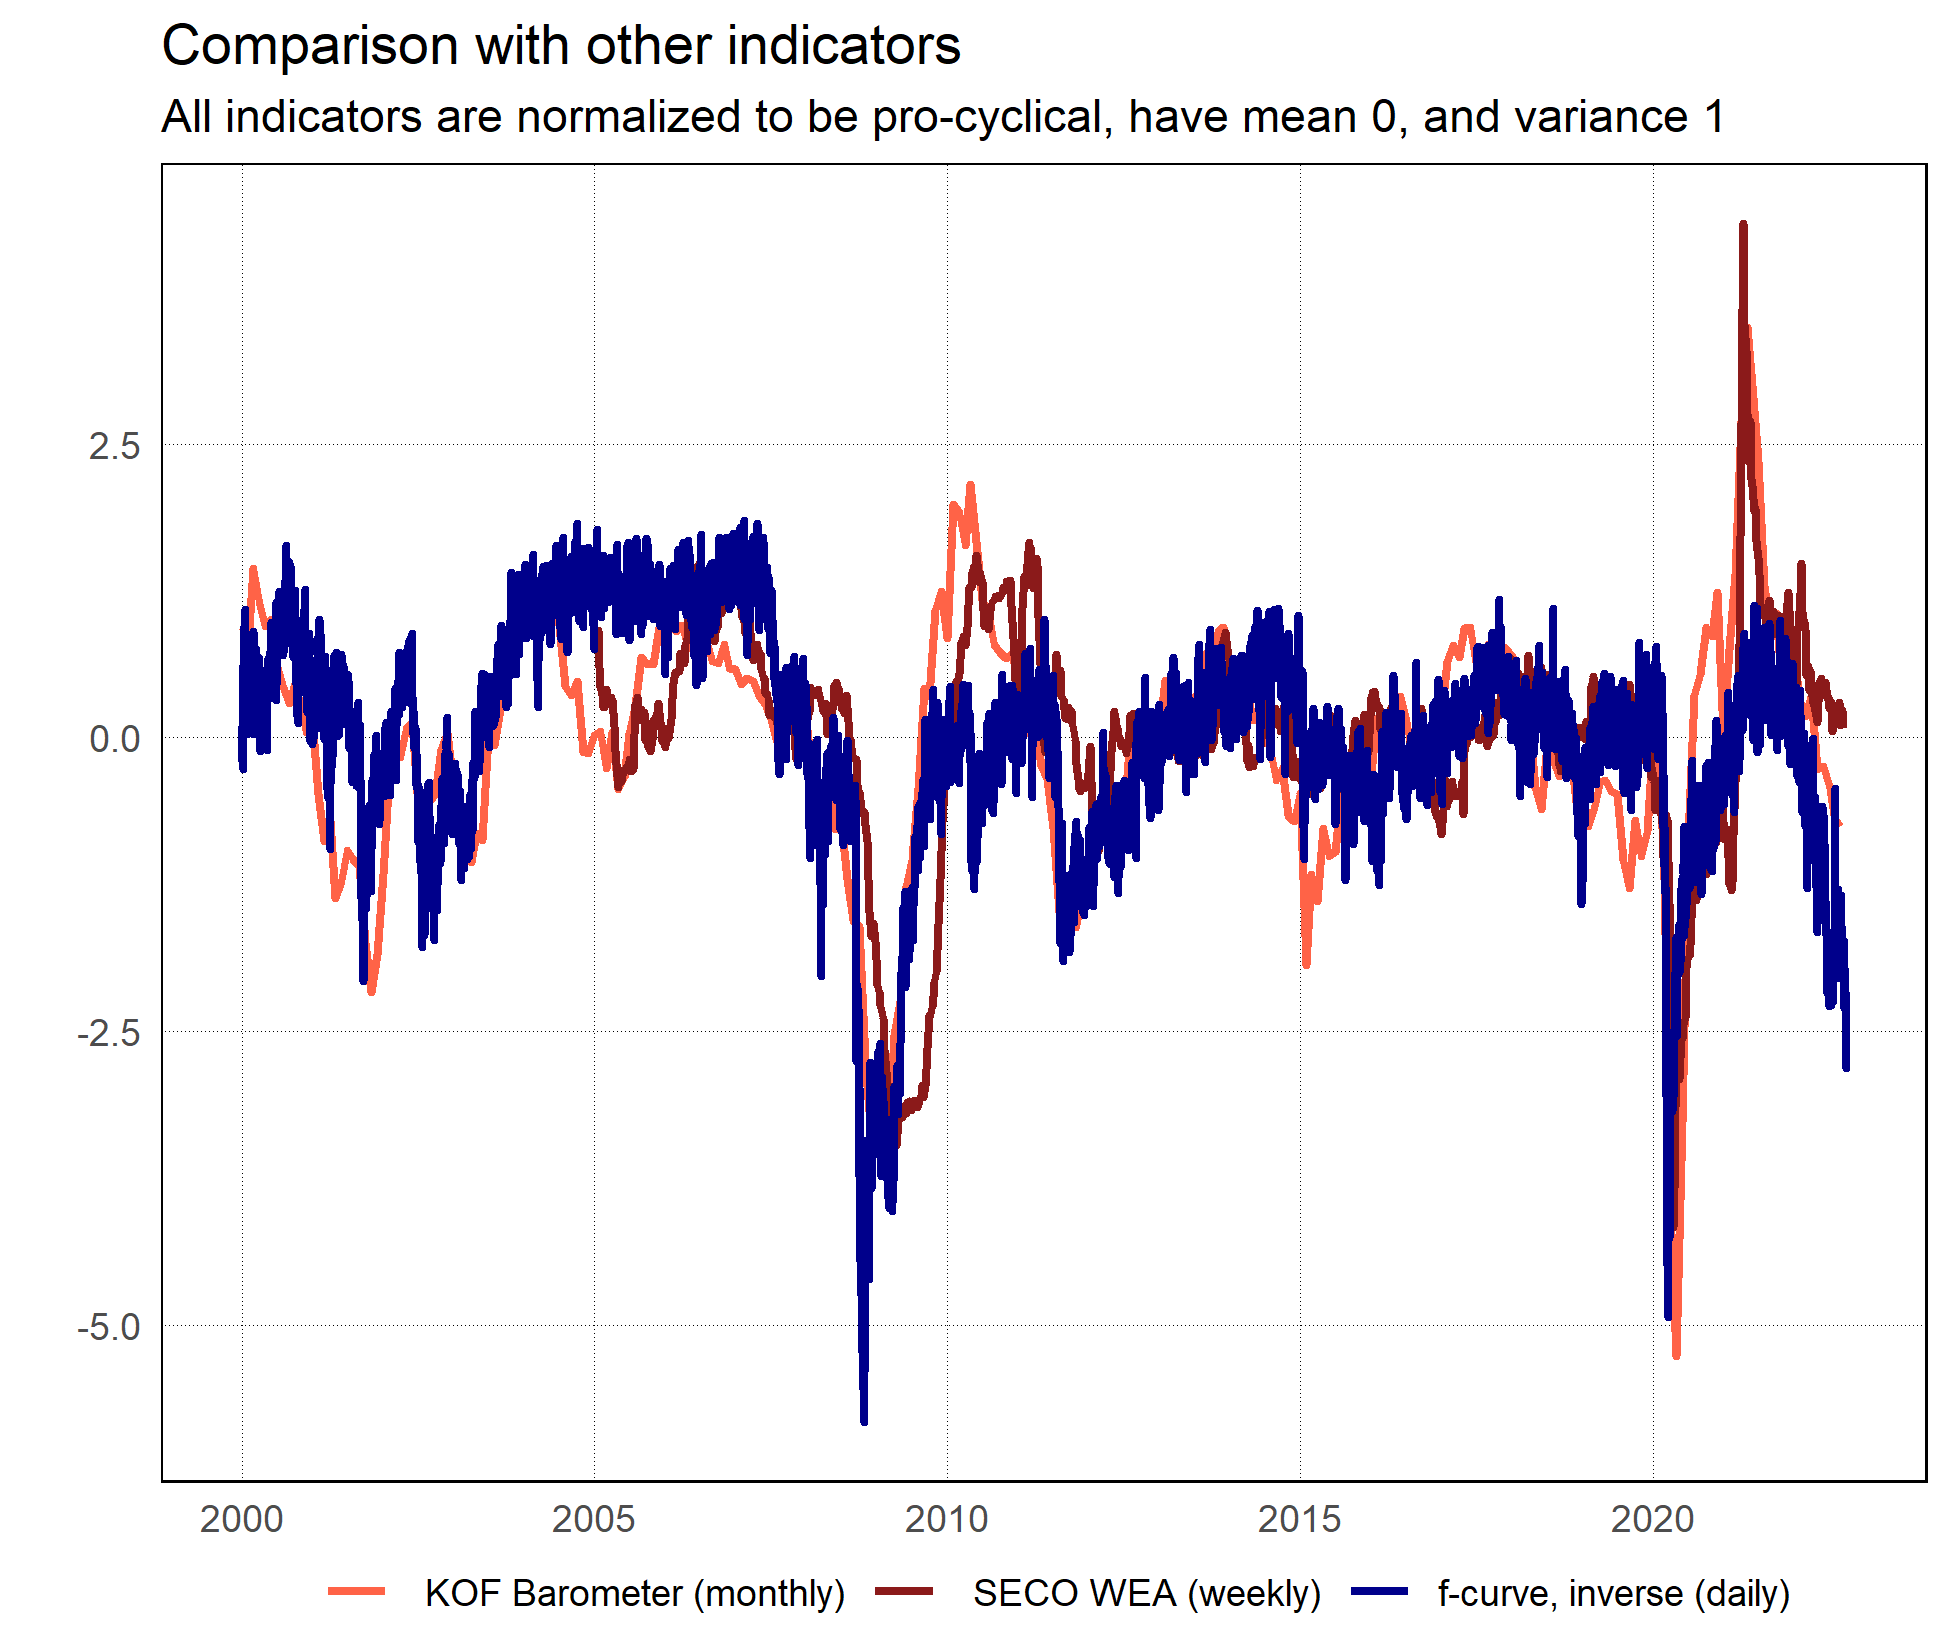 Comparison with other indicators
All indicators are normalized to be pro-cyclical, have mean 0, and variance 1
2.5
0.0
-2.5
-5.0
2000 2005 2010 2015 2020
KOF Barometer (monthly) SECO WEA (weekly) f-curve, inverse (daily)